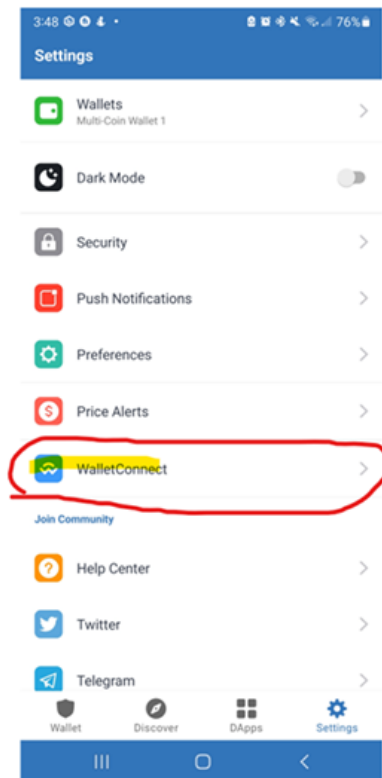 3:48 76%
Settings
Wallets
Multi-Coin Wallet 1
Dark Mode
Security
Push Notifications
Preferences
Price Alerts
WalletConnect
Join Community
Help Center
Twitter
Telegram
Wallet Discover DApps Settings